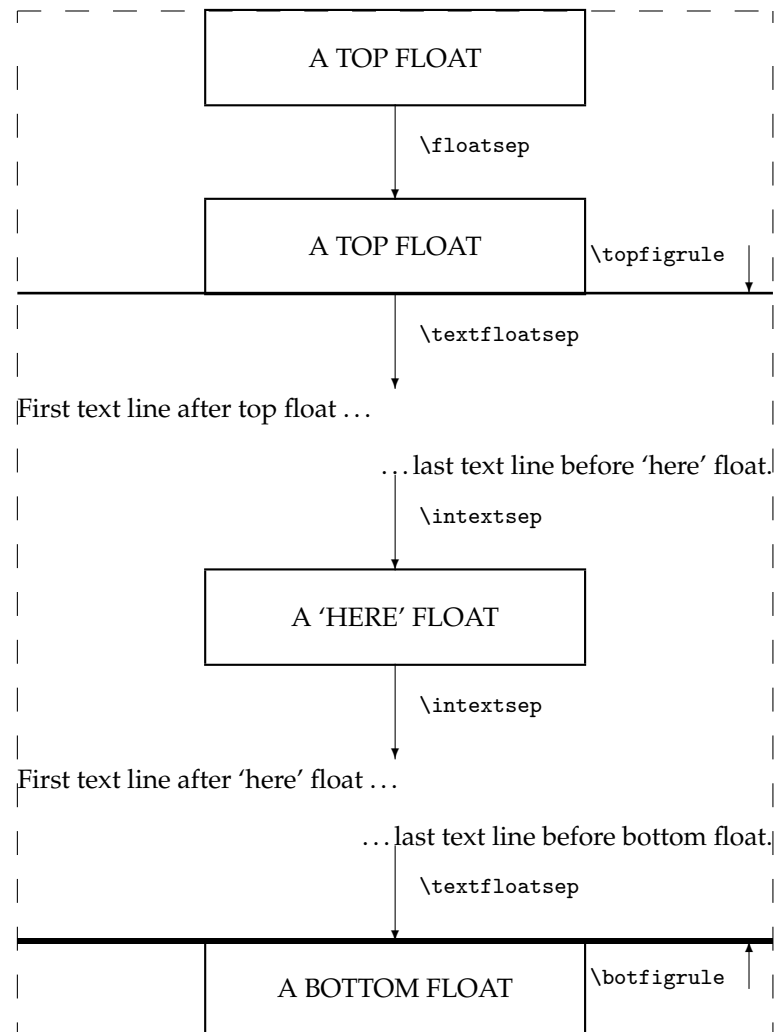 A TOP FLOAT
\floatsep
A TOP FLOAT
\topfigrule
\textfloatsep
First text line after top float . . .
. . . last text line before ‘here’ float.
\intextsep
A ‘HERE’ FLOAT
\intextsep
First text line after ‘here’ float . . .
. . . last text line before bottom float.
\textfloatsep
\botfigrule
A BOTTOM FLOAT